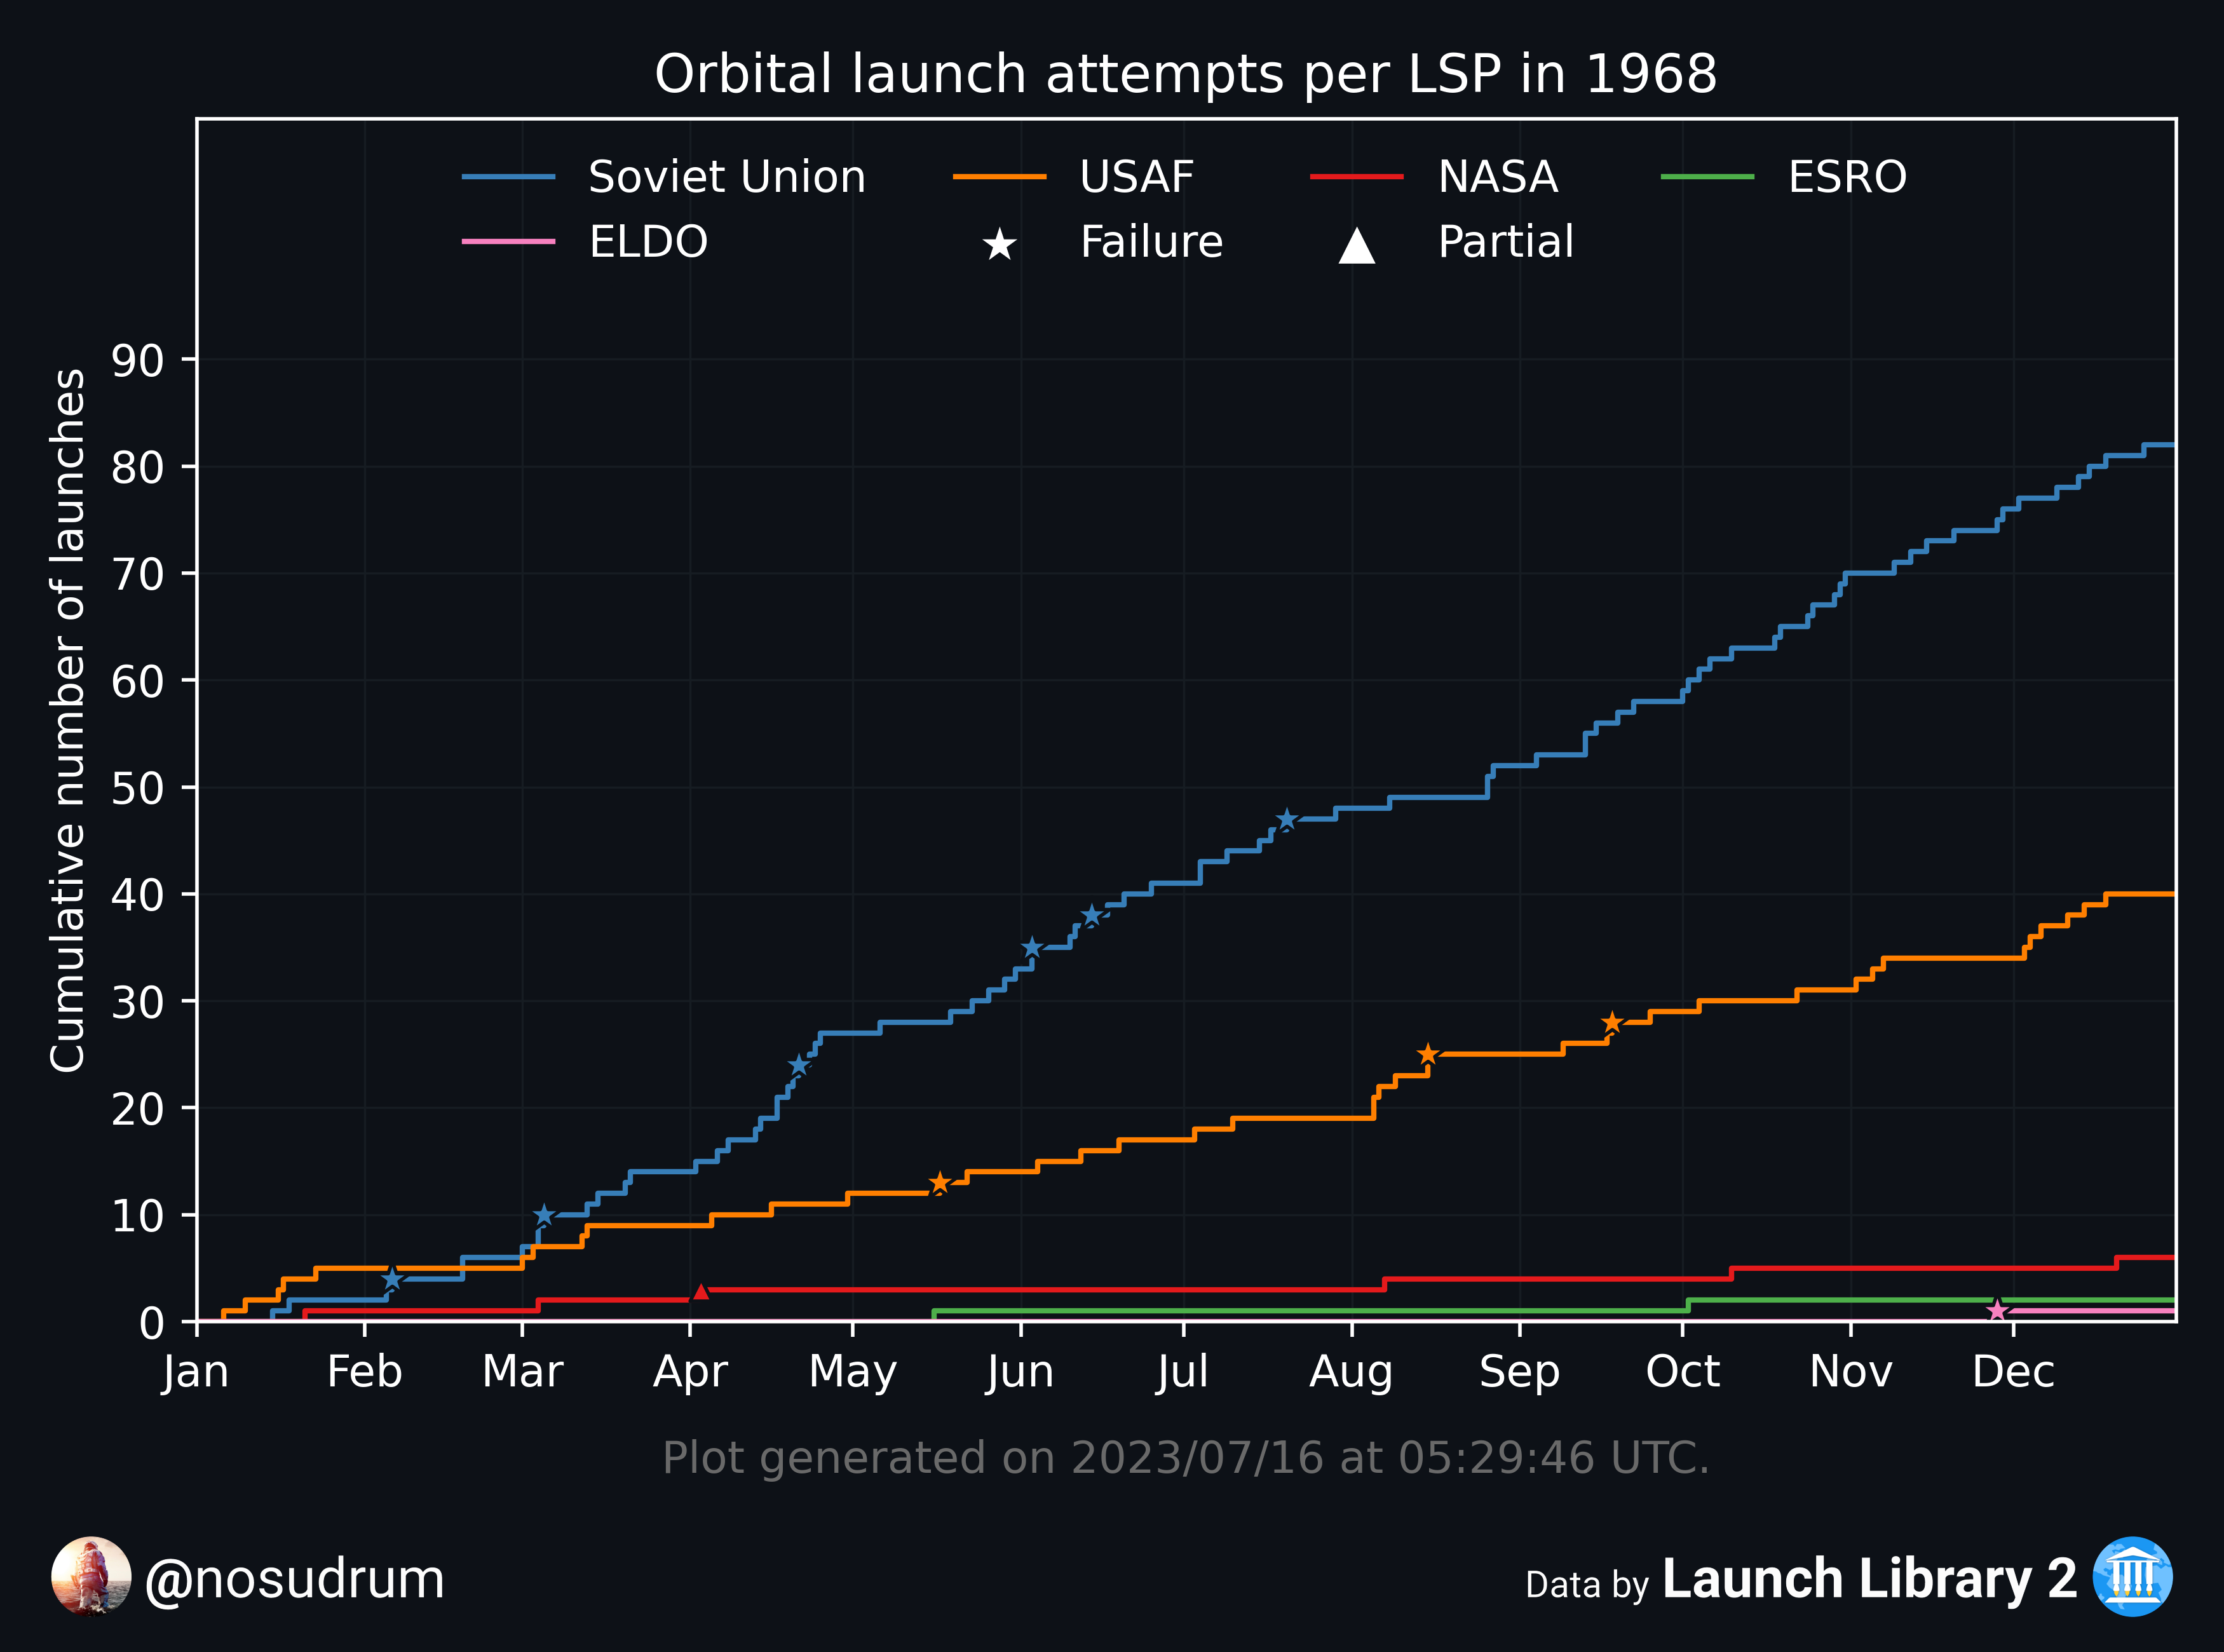 Orbital launch attempts per LSP in 1968
Soviet Union USAF NASA ESRO
ELDO Failure Partial
Cumulative number of launches
90
80
70
60
50
40
30
20
10
0
Jan Feb Mar Apr May Jun Jul Aug Sep Oct Nov Dec
Plot generated on 2023/07/16 at 05:29:46 UTC.
@nosudrum
Data by Launch Library 2